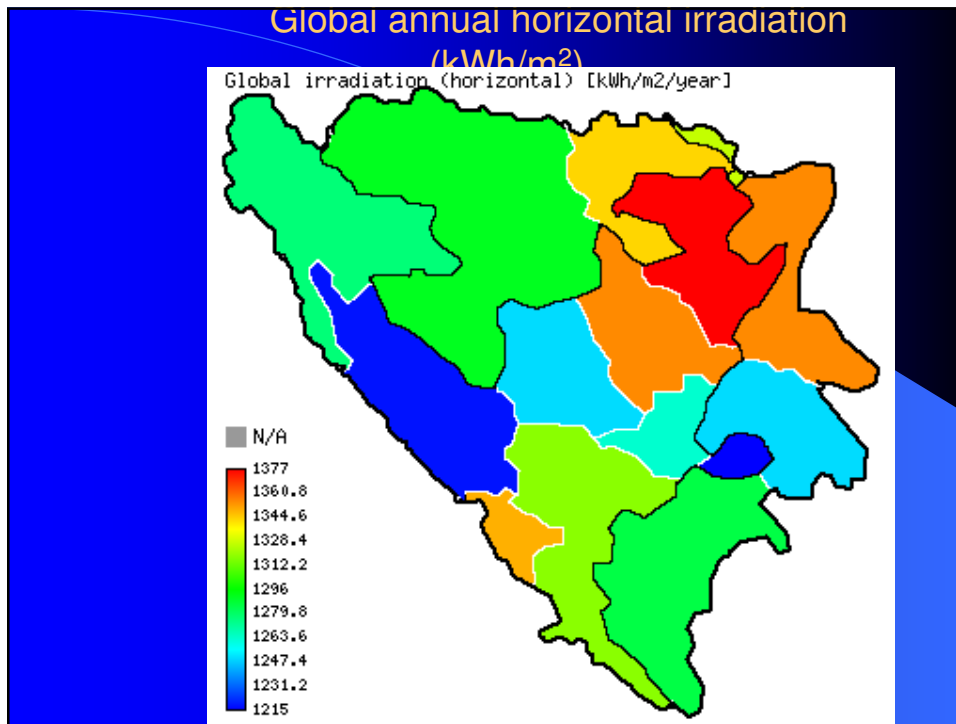 Global annual horizontal irradiation
(kWh/m²)
Global irradiation (horizontal) [kWh/m2/year]
N/A
1377
1360.8
1344.6
1328.4
1312.2
1296
1279.8
1263.6
1247.4
1231.2
1215